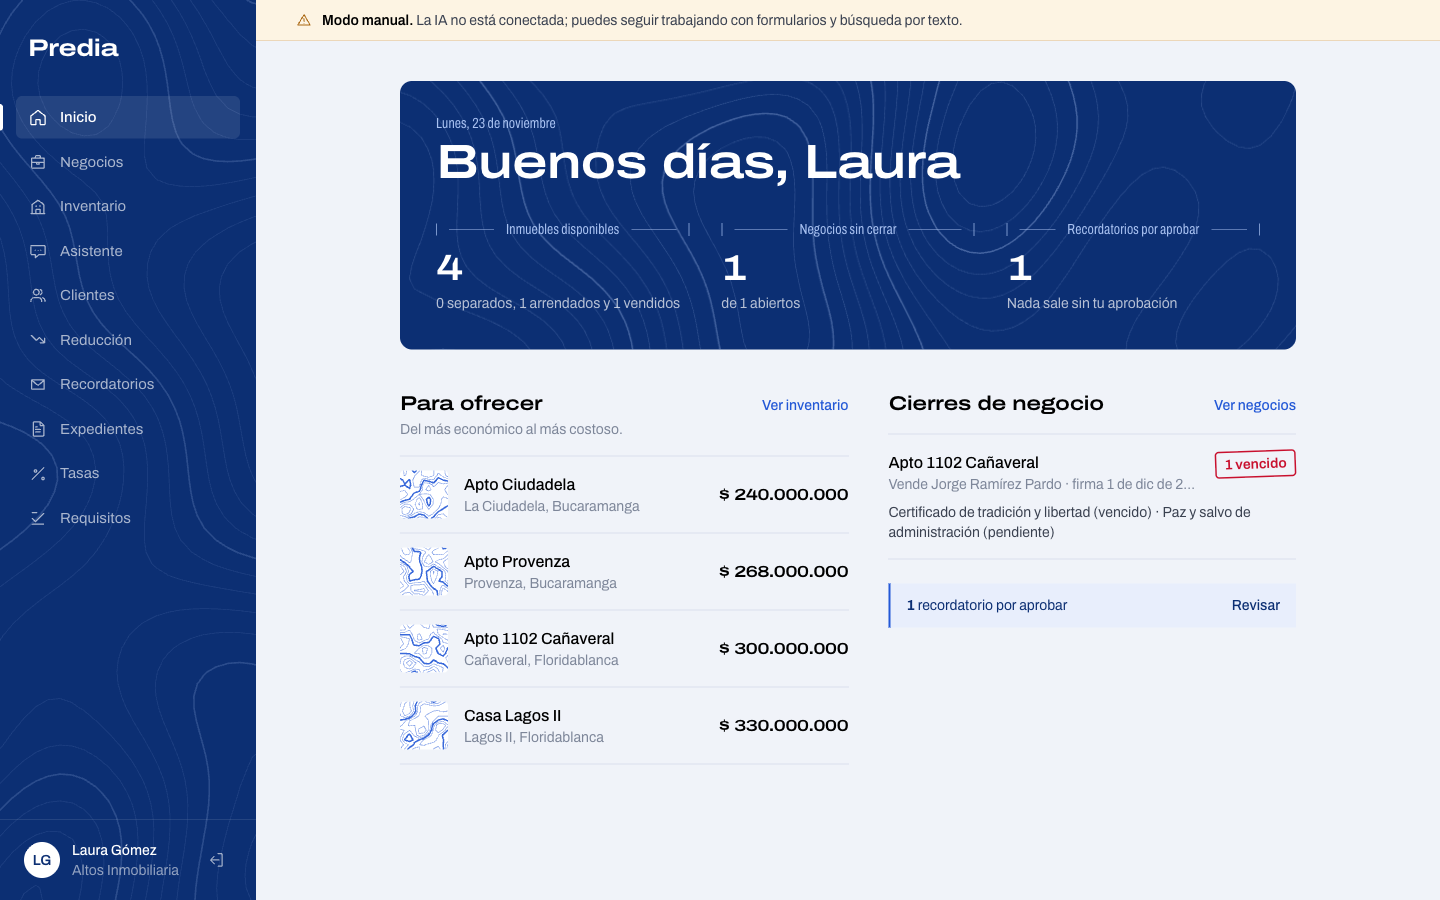 Modo manual. La IA no está conectada; puedes seguir trabajando con formularios y búsqueda por texto.
Predia
Inicio
Negocios
Inventario
Asistente
Clientes
Reducción
Recordatorios
Expedientes
Tasas
Requisitos
LG
Laura Gómez
Altos Inmobiliaria
Lunes, 23 de noviembre
Buenos días, Laura
Inmuebles disponibles
4
0 separados, 1 arrendados y 1 vendidos
Negocios sin cerrar
1
de 1 abiertos
Recordatorios por aprobar
1
Nada sale sin tu aprobación
Para ofrecer
Ver inventario
Del más económico al más costoso.
Apto Ciudadela
La Ciudadela, Bucaramanga
$ 240.000.000
Apto Provenza
Provenza, Bucaramanga
$ 268.000.000
Apto 1102 Cañaveral
Cañaveral, Floridablanca
$ 300.000.000
Casa Lagos II
Lagos II, Floridablanca
$ 330.000.000
Cierres de negocio
Ver negocios
Apto 1102 Cañaveral
1 vencido
Vende Jorge Ramírez Pardo · firma 1 de dic de 2...
Certificado de tradición y libertad (vencido) · Paz y salvo de
administración (pendiente)
1 recordatorio por aprobar
Revisar